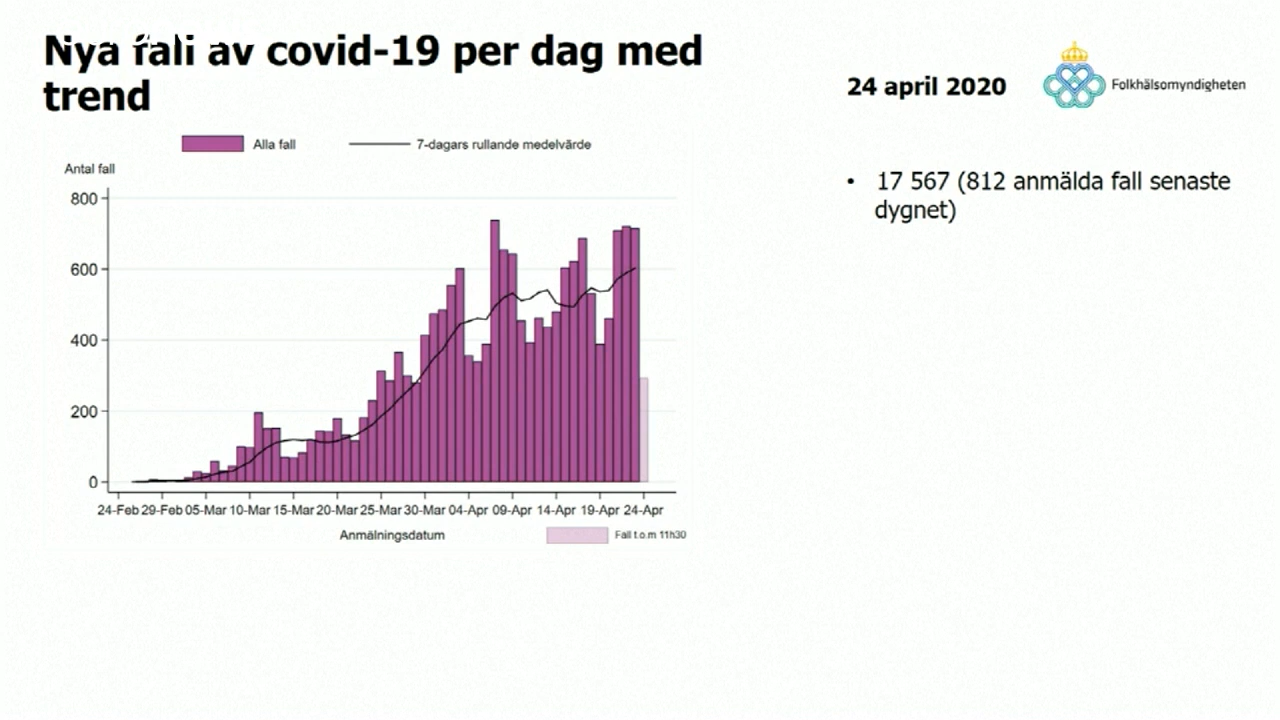 Nya fall av covid-19 per dag med
trend
24 april 2020
Folkhälsomyndigheten
Alla fall
7-dagars rullande medelvärde
Antal fall
800
600
400
200
0
24-Feb 29-Feb 05-Mar 10-Mar 15-Mar 20-Mar 25-Mar 30-Mar 04-Apr 09-Apr 14-Apr 19-Apr 24-Apr
Anmälningsdatum
Fall t.o.m 11h30
• 17 567 (812 anmälda fall senaste
dygnet)